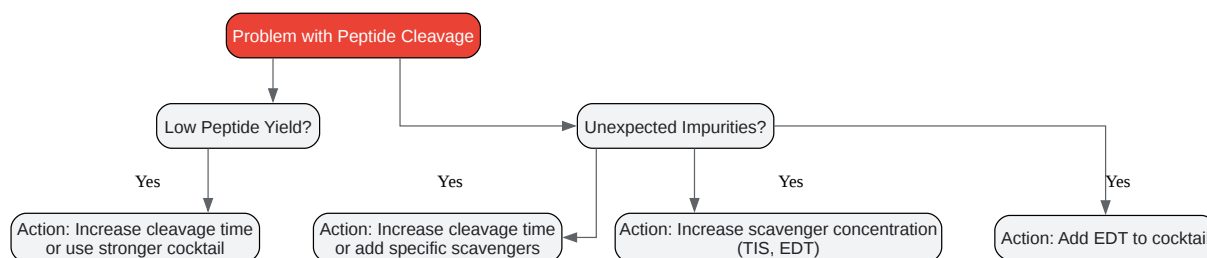 Problem with Peptide Cleavage
Low Peptide Yield?
Unexpected Impurities?
Yes
Yes
Yes
Yes
Action: Increase cleavage time
or use stronger cocktail
Action: Increase cleavage time
or add specific scavengers
Action: Increase scavenger concentration
(TIS, EDT)
Action: Add EDT to cocktail